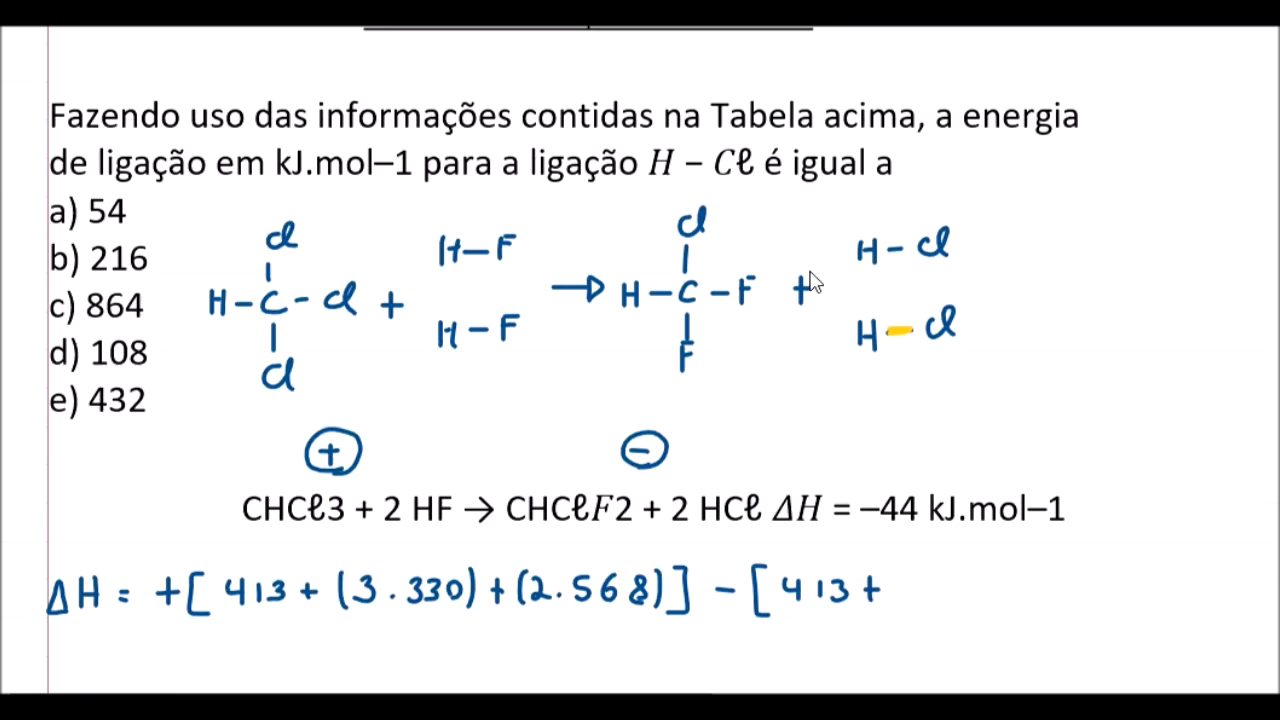 Fazendo uso das informações contidas na Tabela acima, a energia
de ligação em kJ.mol–1 para a ligação H – Cℓ é igual a
a) 54
b) 216
c) 864
d) 108
e) 432
Cl
H – C – Cl +
Cl
H – F
H – F
→
Cl
H – C – F +
F
H – Cl
H – Cl
+
–
CHCℓ3 + 2 HF → CHCℓF2 + 2 HCℓ ΔH = –44 kJ.mol–1
ΔH = +[ 413 + (3.330) + (2.568)] – [413 +